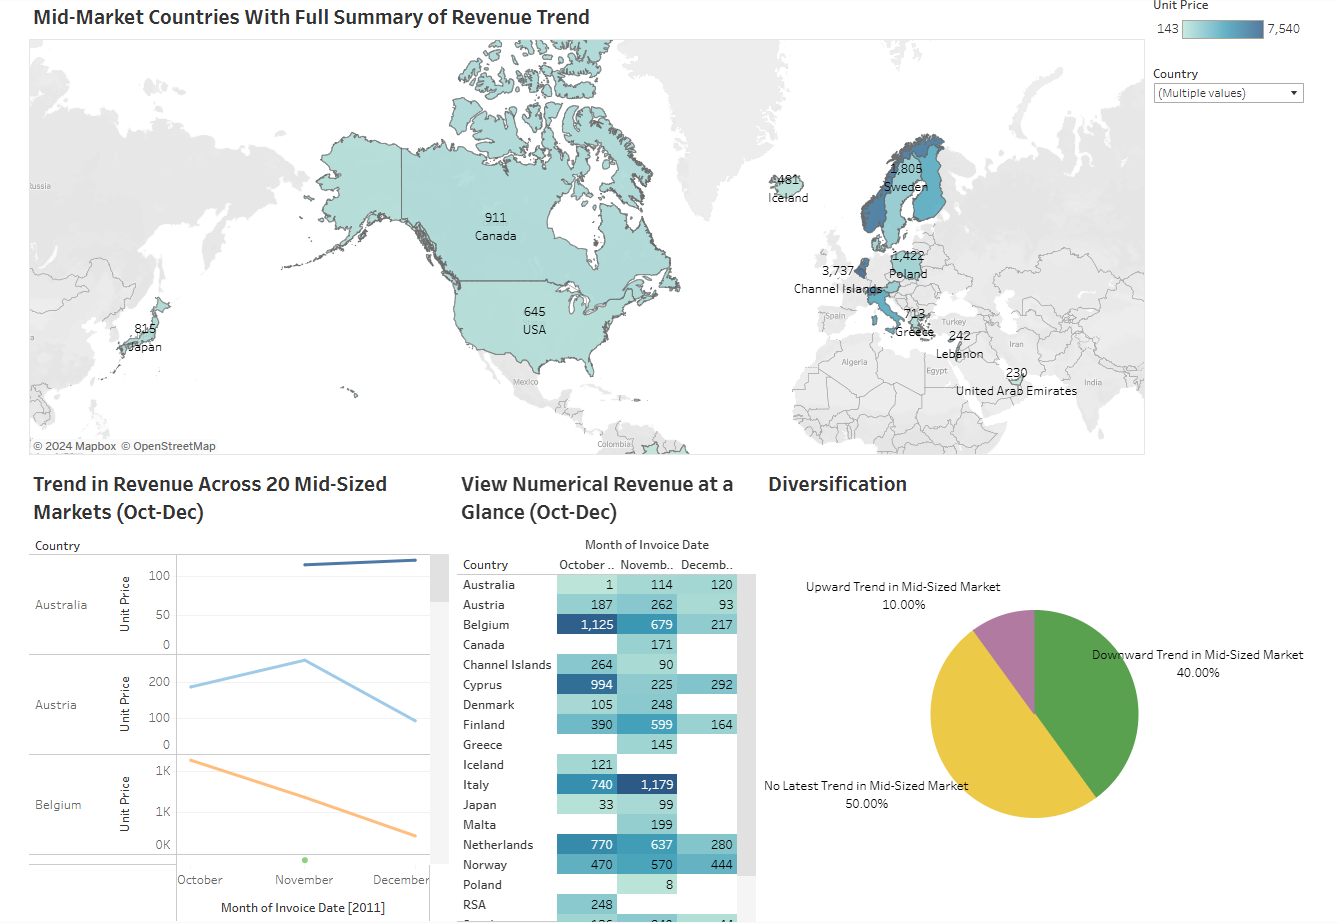 Mid-Market Countries With Full Summary of Revenue Trend
Unit Price
143 7,540
Country
(Multiple values)
Russia
481
Iceland
1,805
Sweden
911
Canada
1,422
Poland
3,737
Channel Islands
645
USA
713
Greece
Spain
Turkey
815
Japan
242
Lebanon
Iran
Algeria
Egypt
230
United Arab Emirates
India
Mexico
Colombia
© 2024 Mapbox © OpenStreetMap
Trend in Revenue Across 20 Mid-Sized
Markets (Oct-Dec)
Country
Australia
Unit Price
100
50
0
Austria
Unit Price
200
100
0
Belgium
Unit Price
1K
1K
0K
October November December
Month of Invoice Date [2011]
View Numerical Revenue at a
Glance (Oct-Dec)
Month of Invoice Date
Country October .. Novemb.. Decemb..
Australia 1 114 120
Austria 187 262 93
Belgium 1,125 679 217
Canada 171
Channel Islands 264 90
Cyprus 994 225 292
Denmark 105 248
Finland 390 599 164
Greece 145
Iceland 121
Italy 740 1,179
Japan 33 99
Malta 199
Netherlands 770 637 280
Norway 470 570 444
Poland 8
RSA 248
Diversification
Upward Trend in Mid-Sized Market
10.00%
Downward Trend in Mid-Sized Market
40.00%
No Latest Trend in Mid-Sized Market
50.00%